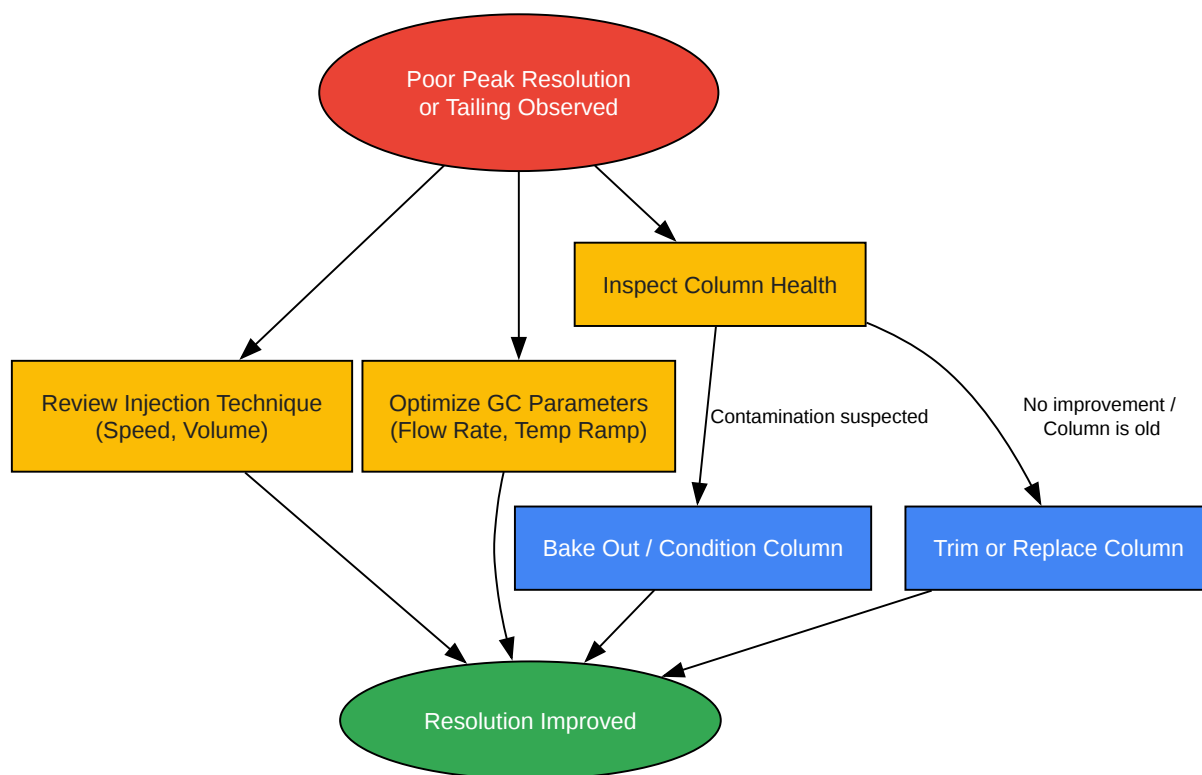 Poor Peak Resolution
or Tailing Observed
Inspect Column Health
Review Injection Technique
(Speed, Volume)
Optimize GC Parameters
(Flow Rate, Temp Ramp)
Contamination suspected
No improvement /
Column is old
Bake Out / Condition Column
Trim or Replace Column
Resolution Improved